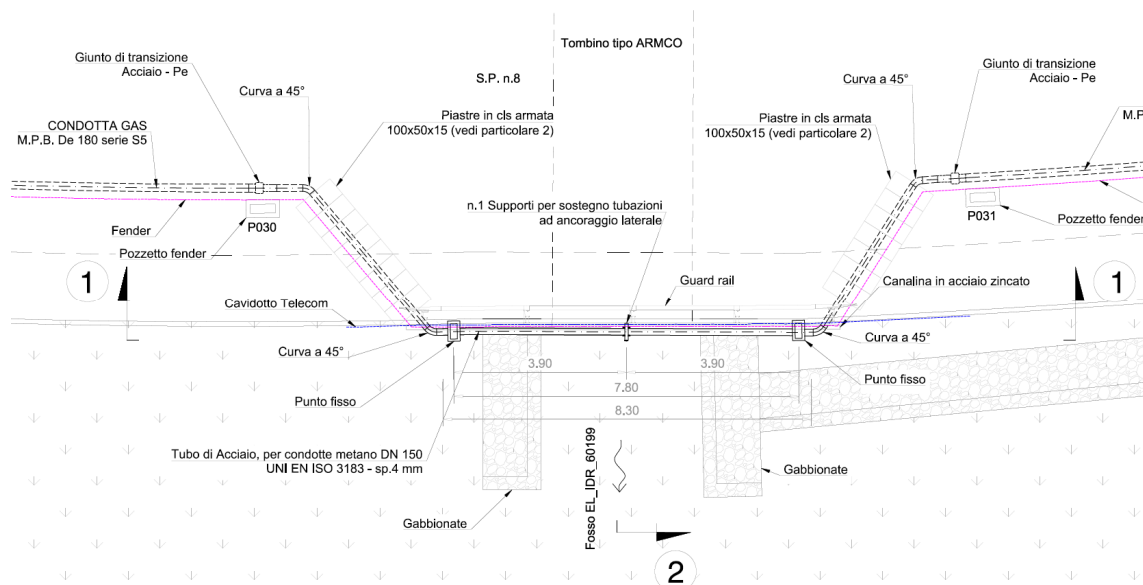 Tombino tipo ARMCO
Giunto di transizione
Acciaio - Pe
S.P. n.8
Curva a 45°
Curva a 45°
Giunto di transizione
Acciaio - Pe
CONDOTTA GAS
M.P.B. De 180 serie S5
Piastre in cls armata
100x50x15 (vedi particolare 2)
Piastre in cls armata
100x50x15 (vedi particolare 2)
M.P
n.1 Supporti per sostegno tubazioni
ad ancoraggio laterale
Fender
P030
Pozzetto fender
P031
Pozzetto fender
1
Guard rail
Canalina in acciaio zincato
1
Cavidotto Telecom
Curva a 45°
Curva a 45°
3.90
3.90
Punto fisso
Punto fisso
7.80
8.30
Tubo di Acciaio, per condotte metano DN 150
UNI EN ISO 3183 - sp.4 mm
Gabbionate
Gabbionate
Fosso EL_IDR_60199
2